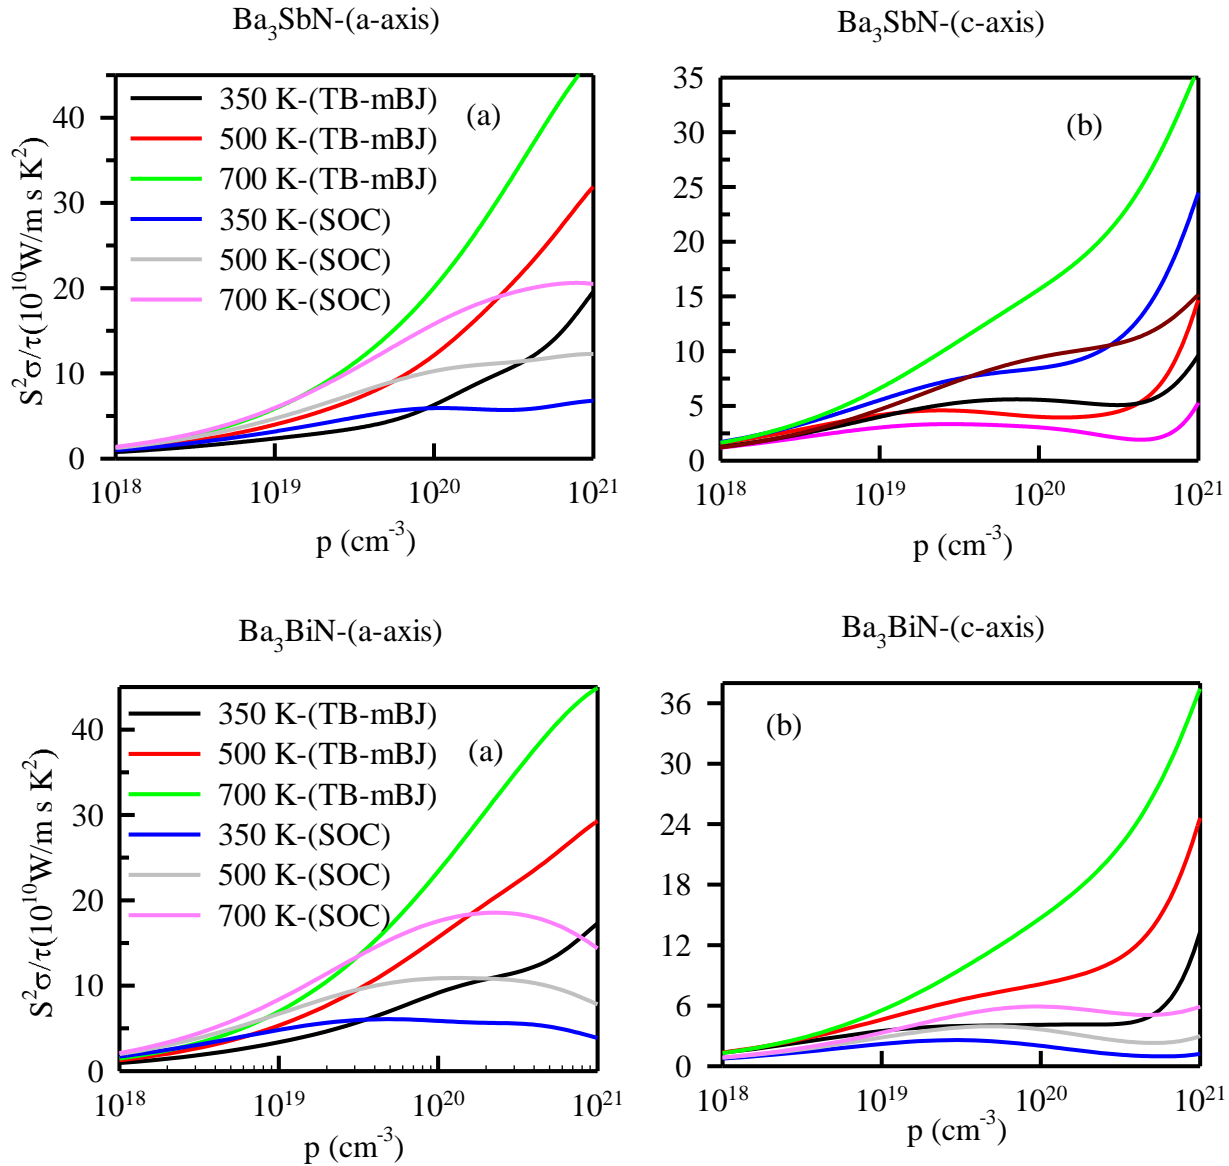 Ba3SbN-(a-axis)
S²σ/τ(10¹⁰W/m s K²)
40
30
20
10
0
350 K-(TB-mBJ)
500 K-(TB-mBJ)
700 K-(TB-mBJ)
350 K-(SOC)
500 K-(SOC)
700 K-(SOC)
(a)
10¹⁸ 10¹⁹ 10²⁰ 10²¹
p (cm⁻³)
Ba₃SbN-(c-axis)
35
30
25
20
15
10
5
0
(b)
10¹⁸ 10¹⁹ 10²⁰ 10²¹
p (cm⁻³)
Ba₃BiN-(a-axis)
S²σ/τ(10¹⁰W/m s K²)
40
30
20
10
0
350 K-(TB-mBJ)
500 K-(TB-mBJ)
700 K-(TB-mBJ)
350 K-(SOC)
500 K-(SOC)
700 K-(SOC)
(a)
10¹⁸ 10¹⁹ 10²⁰ 10²¹
p (cm⁻³)
Ba₃BiN-(c-axis)
36
30
24
18
12
6
0
(b)
10¹⁸ 10¹⁹ 10²⁰ 10²¹
p (cm⁻³)